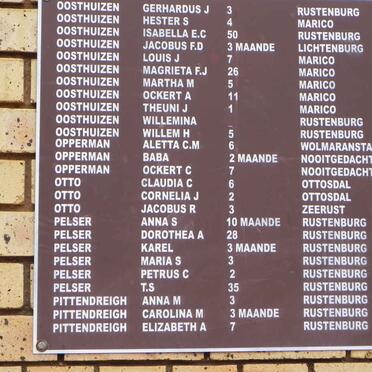 OOSTHUIZEN GERHARDUS J 3 RUSTENBURG
OOSTHUIZEN HESTER S 4 MARICO
OOSTHUIZEN ISABELLA E.C 50 RUSTENBURG
OOSTHUIZEN JACOBUS F.D 3 MAANDE LICHTENBURG
OOSTHUIZEN LOUIS J 7 MARICO
OOSTHUIZEN MAGRIETA F.J 26 MARICO
OOSTHUIZEN MARTHA M 5 MARICO
OOSTHUIZEN OCKERT A 11 MARICO
OOSTHUIZEN THEUNI J 1 MARICO
OOSTHUIZEN WILLEMINA - RUSTENBURG
OOSTHUIZEN WILLEM H 5 RUSTENBURG
OPPERMAN ALETTA C.M 6 WOLMARANSTA
OPPERMAN BABA 2 MAANDE NOOITGEDACHT
OPPERMAN OCKERT C 7 NOOITGEDACHT
OTTO CLAUDIA C 6 OTTOSDAL
OTTO CORNELIA J 2 OTTOSDAL
OTTO JACOBUS R 3 ZEERUST
PELSER ANNA S 10 MAANDE RUSTENBURG
PELSER DOROTHEA A 28 RUSTENBURG
PELSER KAREL 3 MAANDE RUSTENBURG
PELSER MARIA S 3 RUSTENBURG
PELSER PETRUS C 2 RUSTENBURG
PELSER T.S 35 RUSTENBURG
PITTENDREIGH ANNA M 3 RUSTENBURG
PITTENDREIGH CAROLINA M 3 MAANDE RUSTENBURG
PITTENDREIGH ELIZABETH A 7 RUSTENBURG